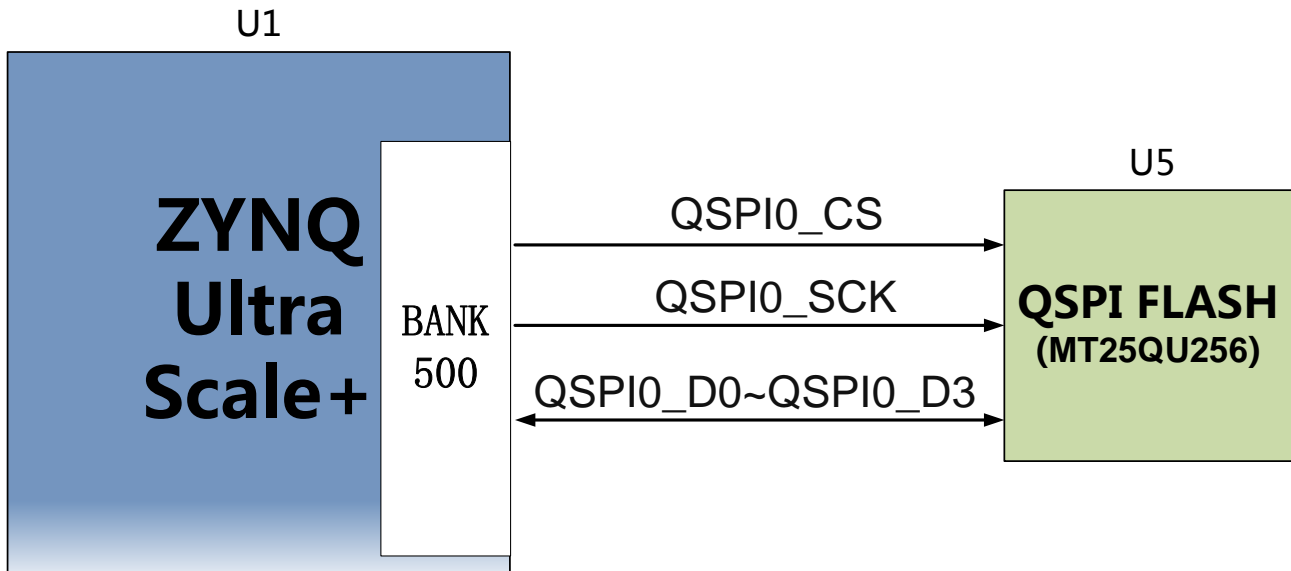 U1
ZYNQ
Ultra
Scale+
BANK
500
QSPI0_CS
QSPI0_SCK
QSPI0_D0~QSPI0_D3
U5
QSPI FLASH
(MT25QU256)